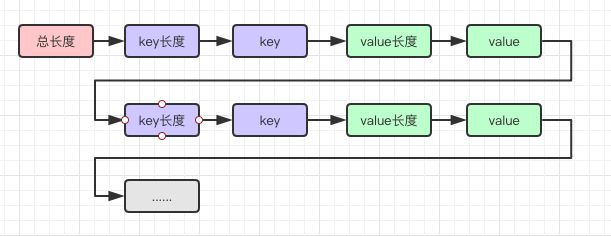 总长度 key长度 key value长度 value
key长度 key value长度 value
......